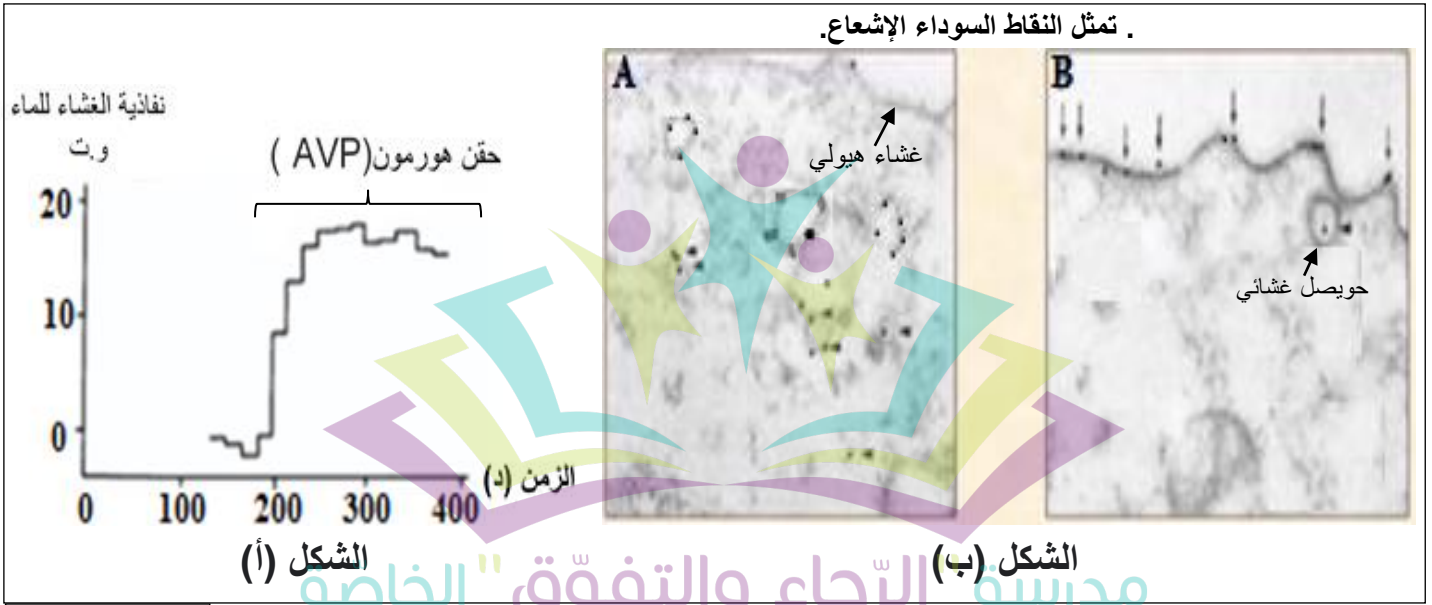 . تمثل النقاط السوداء الإشعاع.
نفاذية الغشاء للماء
و.ت
حقن هورمون(AVP )
20
10
0
0 100 200 300 400
الزمن (د)
الشكل (أ)
A
غشاء هيولي
B
حويصل غشائي
الشكل (ب)
مدرسة "الرّجاء والتفوّق" الخاصة